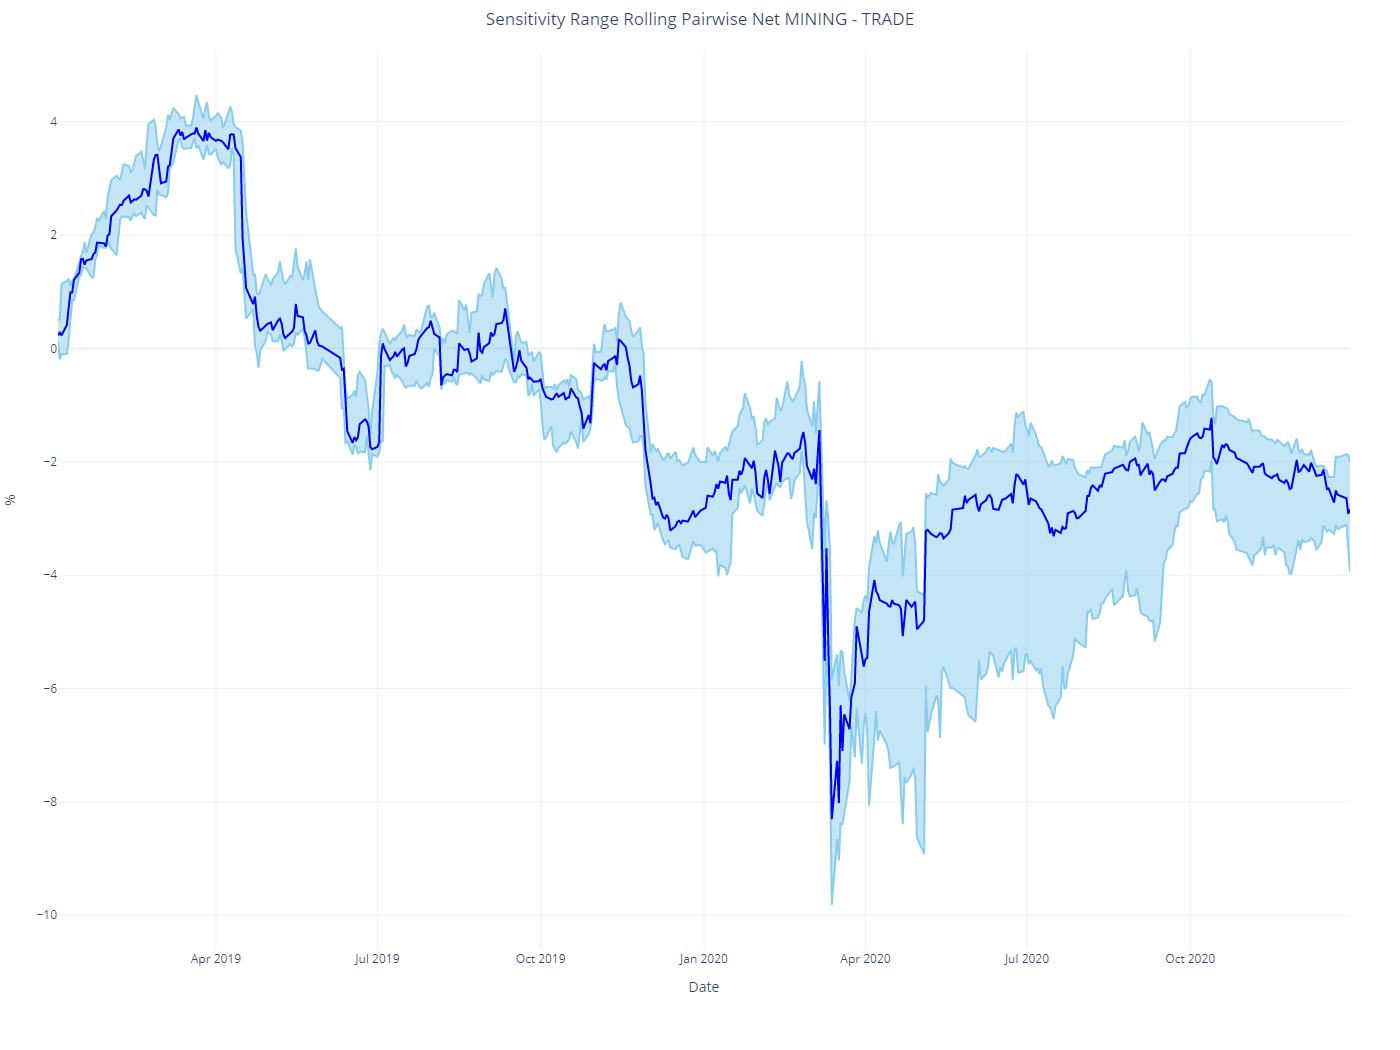 Sensitivity Range Rolling Pairwise Net MINING - TRADE
4
2
0
−2
−4
−6
−8
−10
%
Apr 2019
Jul 2019
Oct 2019
Jan 2020
Apr 2020
Jul 2020
Oct 2020
Date